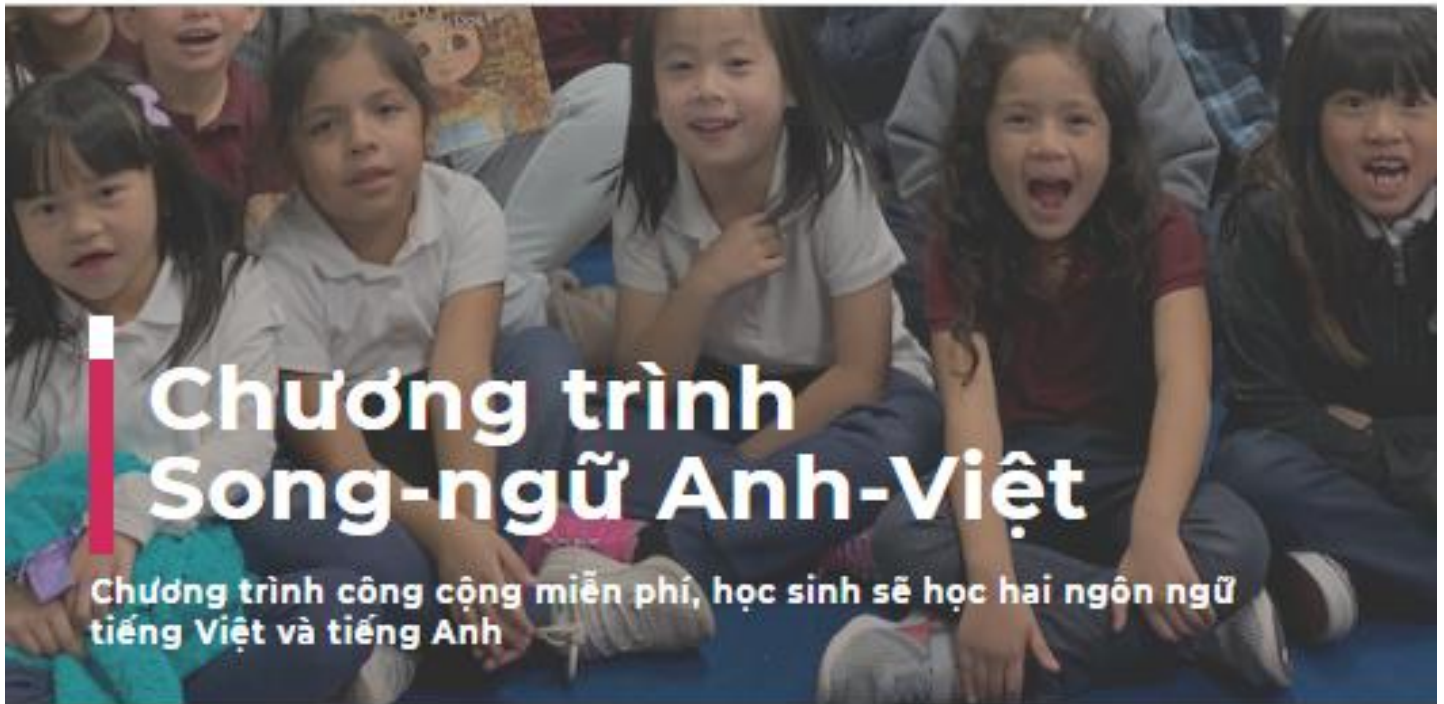 Chương trình
Song-ngữ Anh-Việt
Chương trình công cộng miễn phí, học sinh sẽ học hai ngôn ngữ
tiếng Việt và tiếng Anh